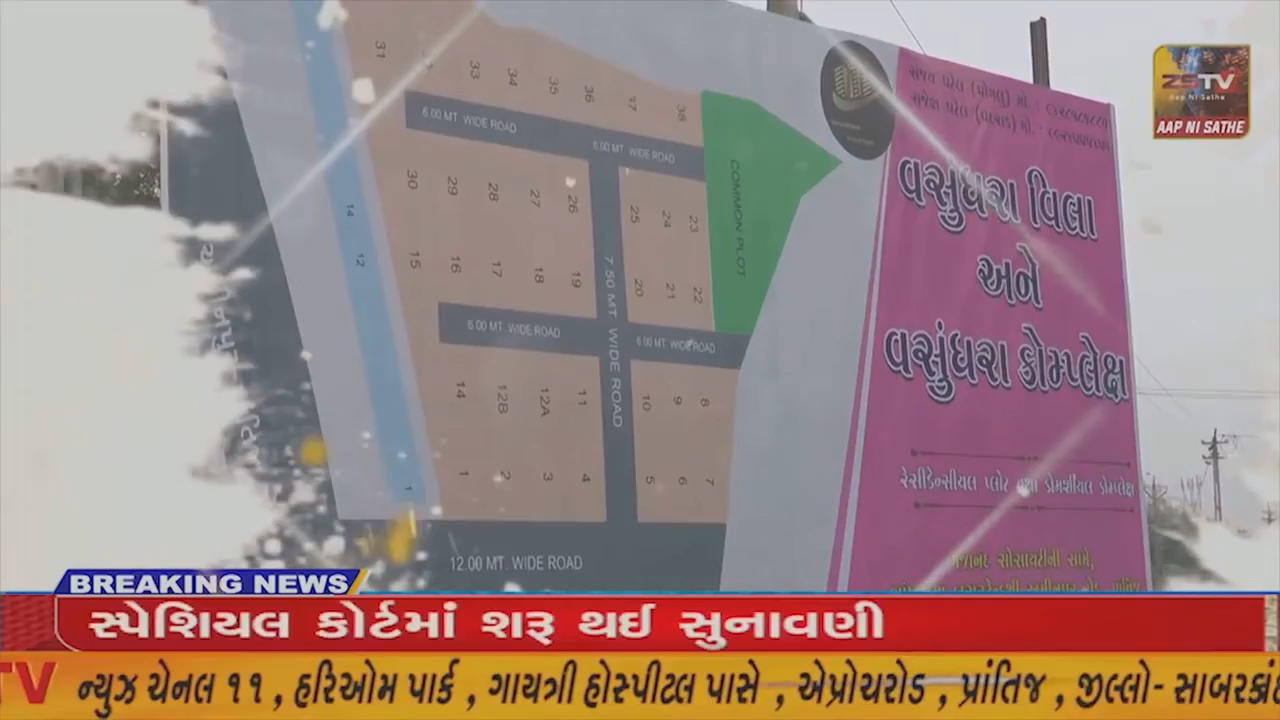 31
33
34
35
36
37
38
6.00 MT. WIDE ROAD
6.00 MT. WIDE ROAD
30
29
28
27
26
25
24
23
COMMON PLOT
14
12
15
16
17
18
19
20
21
22
7.50 MT. WIDE ROAD
6.00 MT. WIDE ROAD
6.00 MT. WIDE ROAD
14
12B
12A
11
10
9
8
1
1
2
3
4
5
6
7
12.00 MT. WIDE ROAD
વસુંધરા વિલા
અને
વસુંધરા કોમ્પ્લેક્ષ
રેસીડેન્સીયલ પ્લોટ તથા કોમર્શીયલ કોમ્પ્લેક્ષ
સોસાયટીની સામે,
ZSTV
Aap Ni Sathe
AAP NI SATHE
BREAKING NEWS
સ્પેશિયલ કોર્ટમાં શરૂ થઈ સુનાવણી
TV ન્યુઝ ચેનલ ૧૧ , હરિઓમ પાર્ક , ગાયત્રી હોસ્પીટલ પાસે , એપ્રોચરોડ , પ્રાંતિજ , જીલ્લો- સાબરકાં